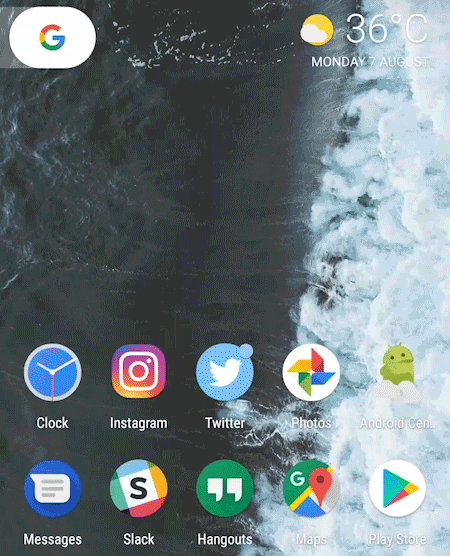 G
36°C
MONDAY 7 AUGUST
Clock
Instagram
Twitter
Photos
Android Cen..
Messages
S
Slack
Hangouts
G
Maps
Play Store